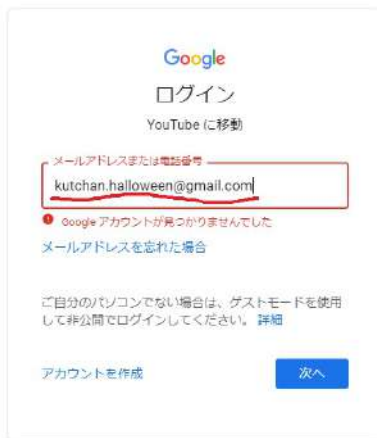 Google
ログイン
YouTube に移動
メールアドレスまたは電話番号
kutchan.halloween@gmail.com
Google アカウントが見つかりませんでした
メールアドレスを忘れた場合
ご自分のパソコンでない場合は、ゲストモードを使用
して非公開でログインしてください。 詳細
アカウントを作成
次へ